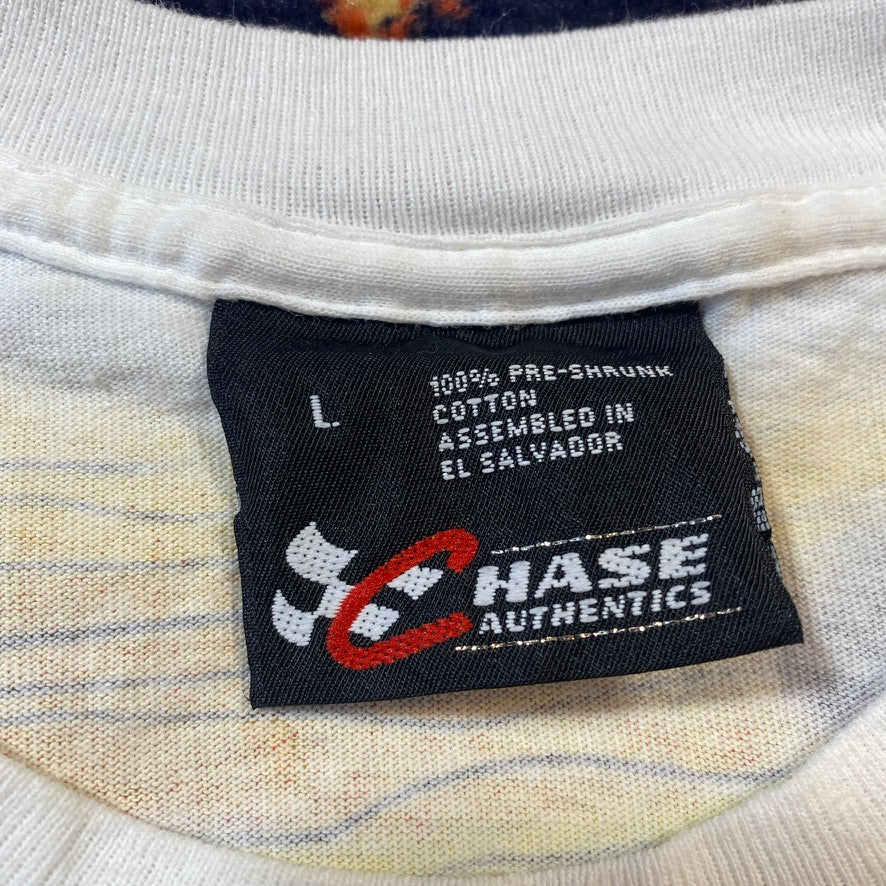 L
100% PRE-SHRUNK
COTTON
ASSEMBLED IN
EL SALVADOR
CHASE
AUTHENTICS